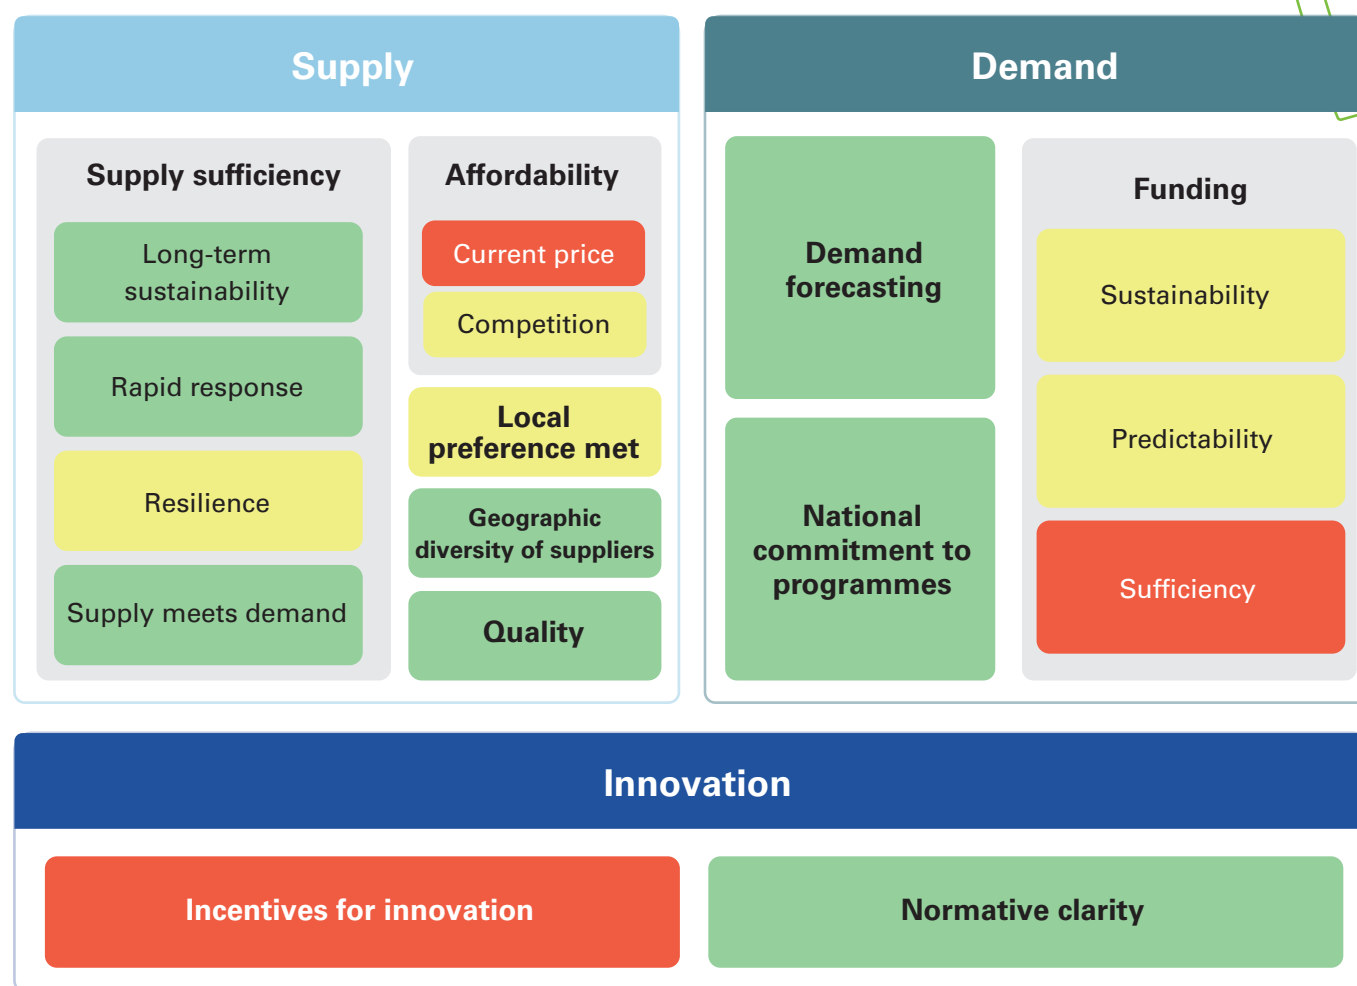 Supply
Supply sufficiency
Long-term
sustainability
Rapid response
Resilience
Supply meets demand
Affordability
Current price
Competition
Local
preference met
Geographic
diversity of suppliers
Quality
Demand
Demand
forecasting
National
commitment to
programmes
Funding
Sustainability
Predictability
Sufficiency
Innovation
Incentives for innovation
Normative clarity